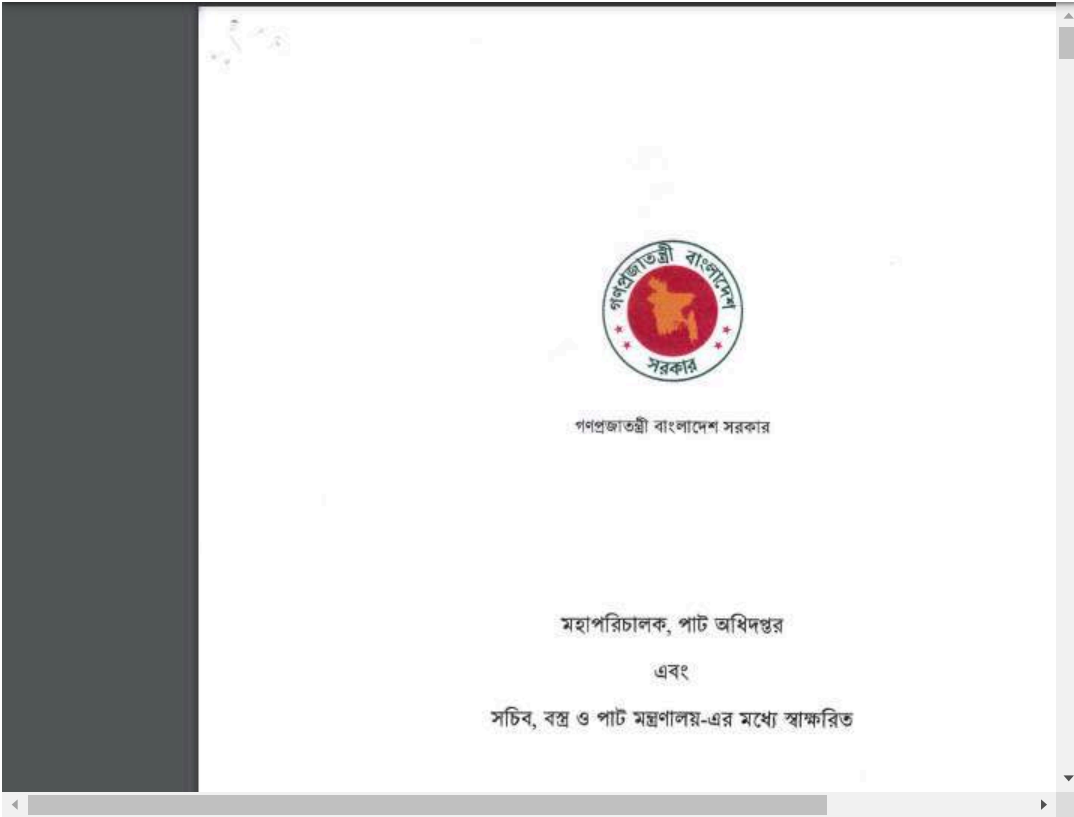 গণপ্রজাতন্ত্রী বাংলাদেশ
সরকার
গণপ্রজাতন্ত্রী বাংলাদেশ সরকার
মহাপরিচালক, পাট অধিদপ্তর
এবং
সচিব, বস্ত্র ও পাট মন্ত্রণালয়-এর মধ্যে স্বাক্ষরিত